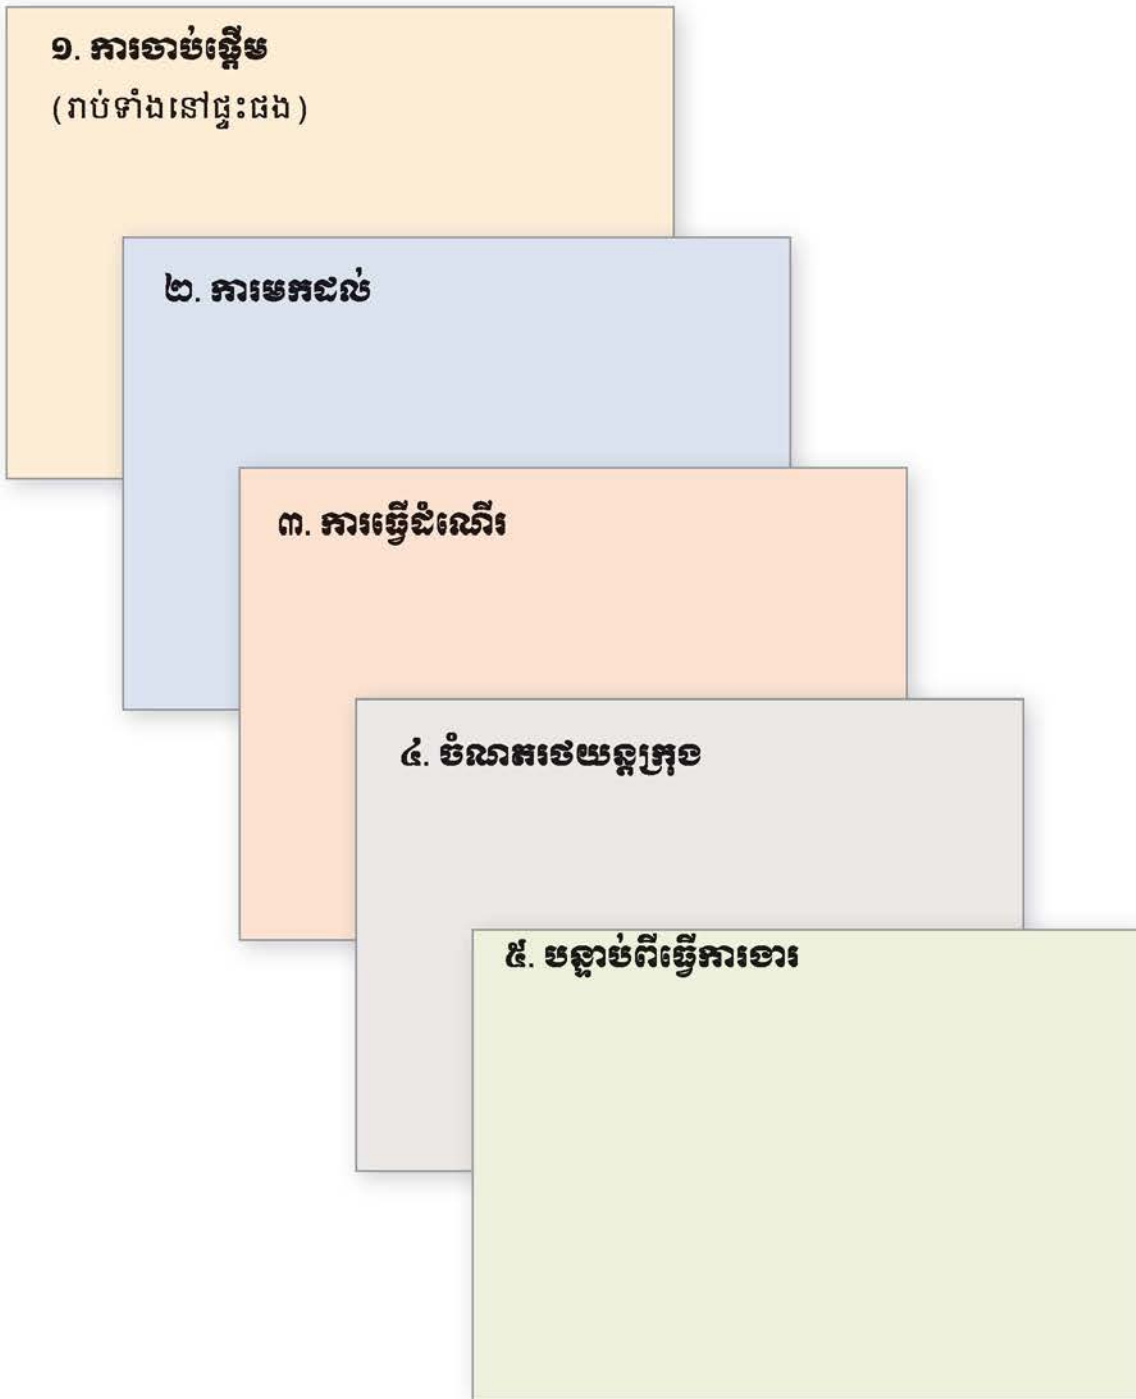 ១. ការចាប់ផ្តើម
(រាប់ទាំងនៅផ្ទះផង)
២. ការមកដល់
៣. ការធ្វើដំណើរ
៤. ចំណតរថយន្តក្រុង
៥. បន្ទាប់ពីធ្វើការងារ